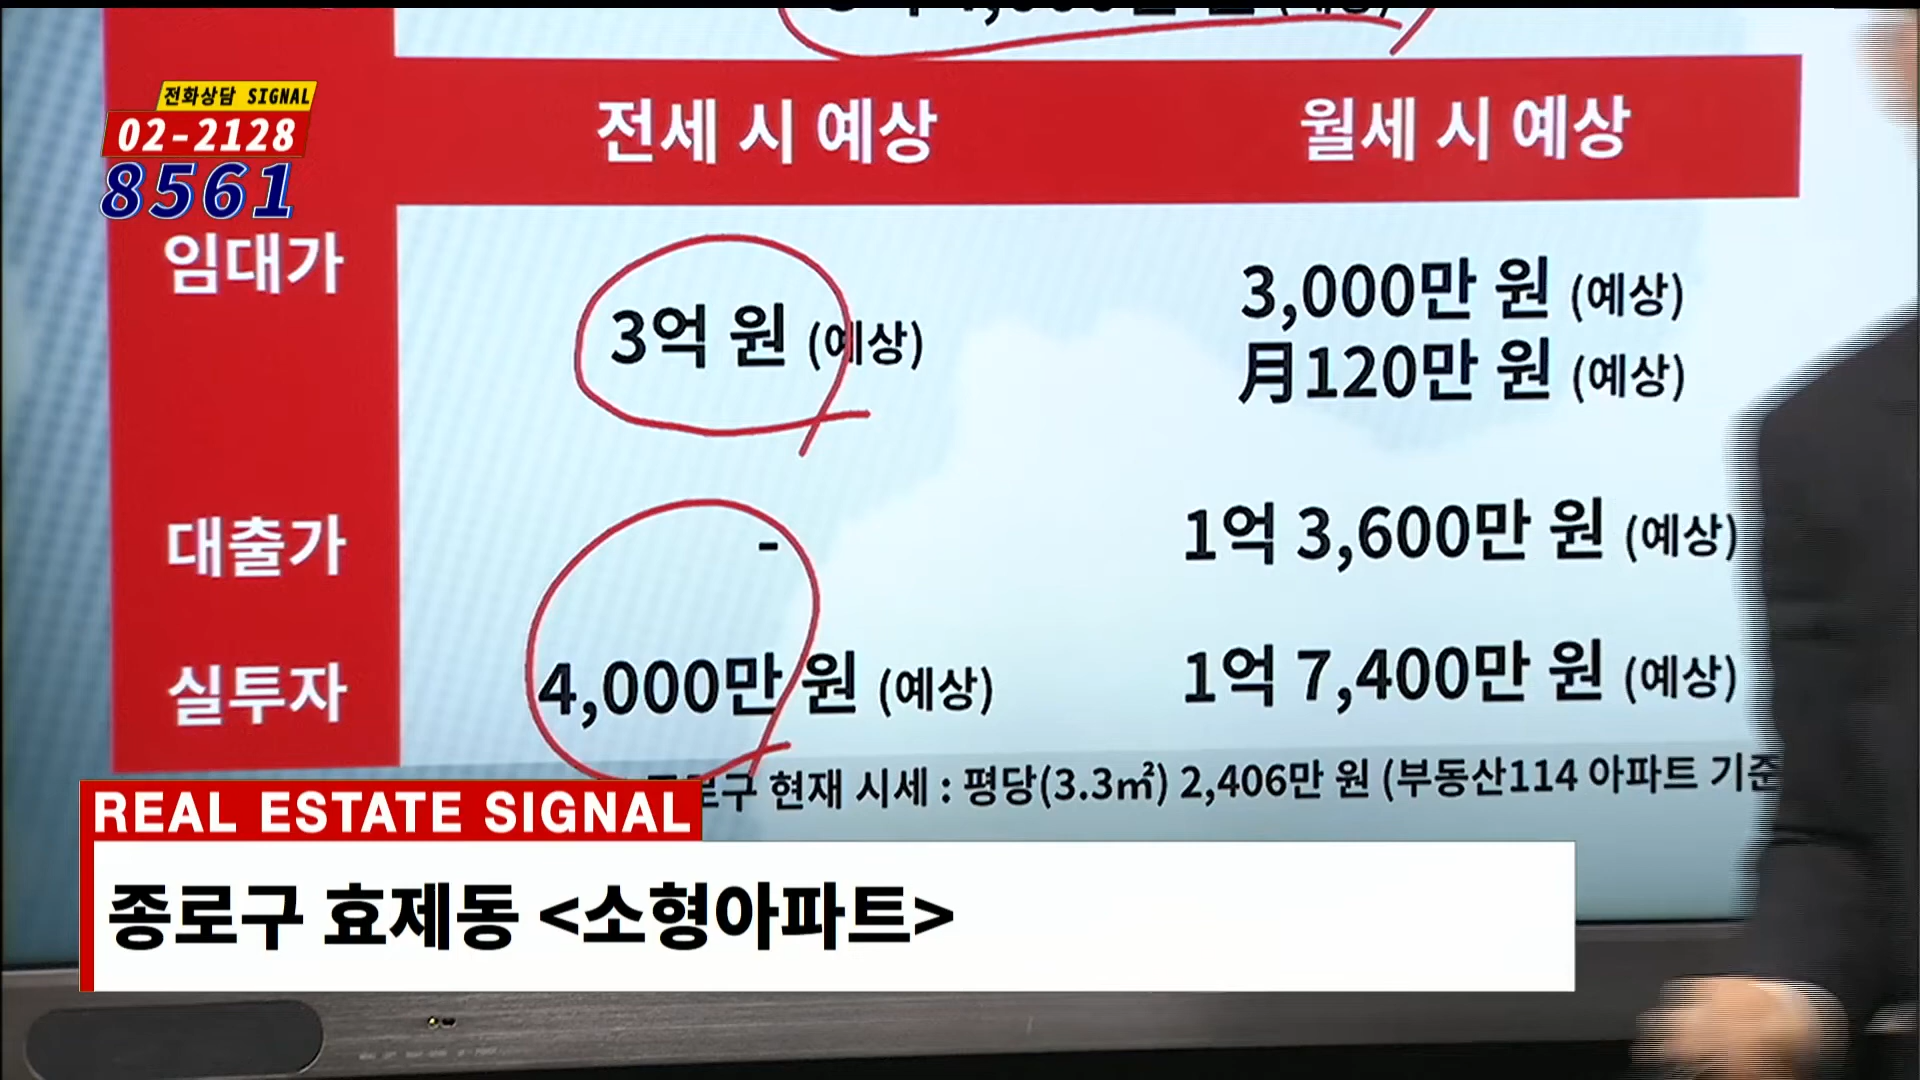 전화상담 SIGNAL
02-2128
8561
전세 시 예상
월세 시 예상
임대가
3억 원 (예상)
3,000만 원 (예상)
月120만 원 (예상)
대출가
-
1억 3,600만 원 (예상)
실투자
4,000만 원 (예상)
1억 7,400만 원 (예상)
현재 시세 : 평당(3.3㎡) 2,406만 원 (부동산114 아파트 기준
REAL ESTATE SIGNAL
종로구 효제동 <소형아파트>